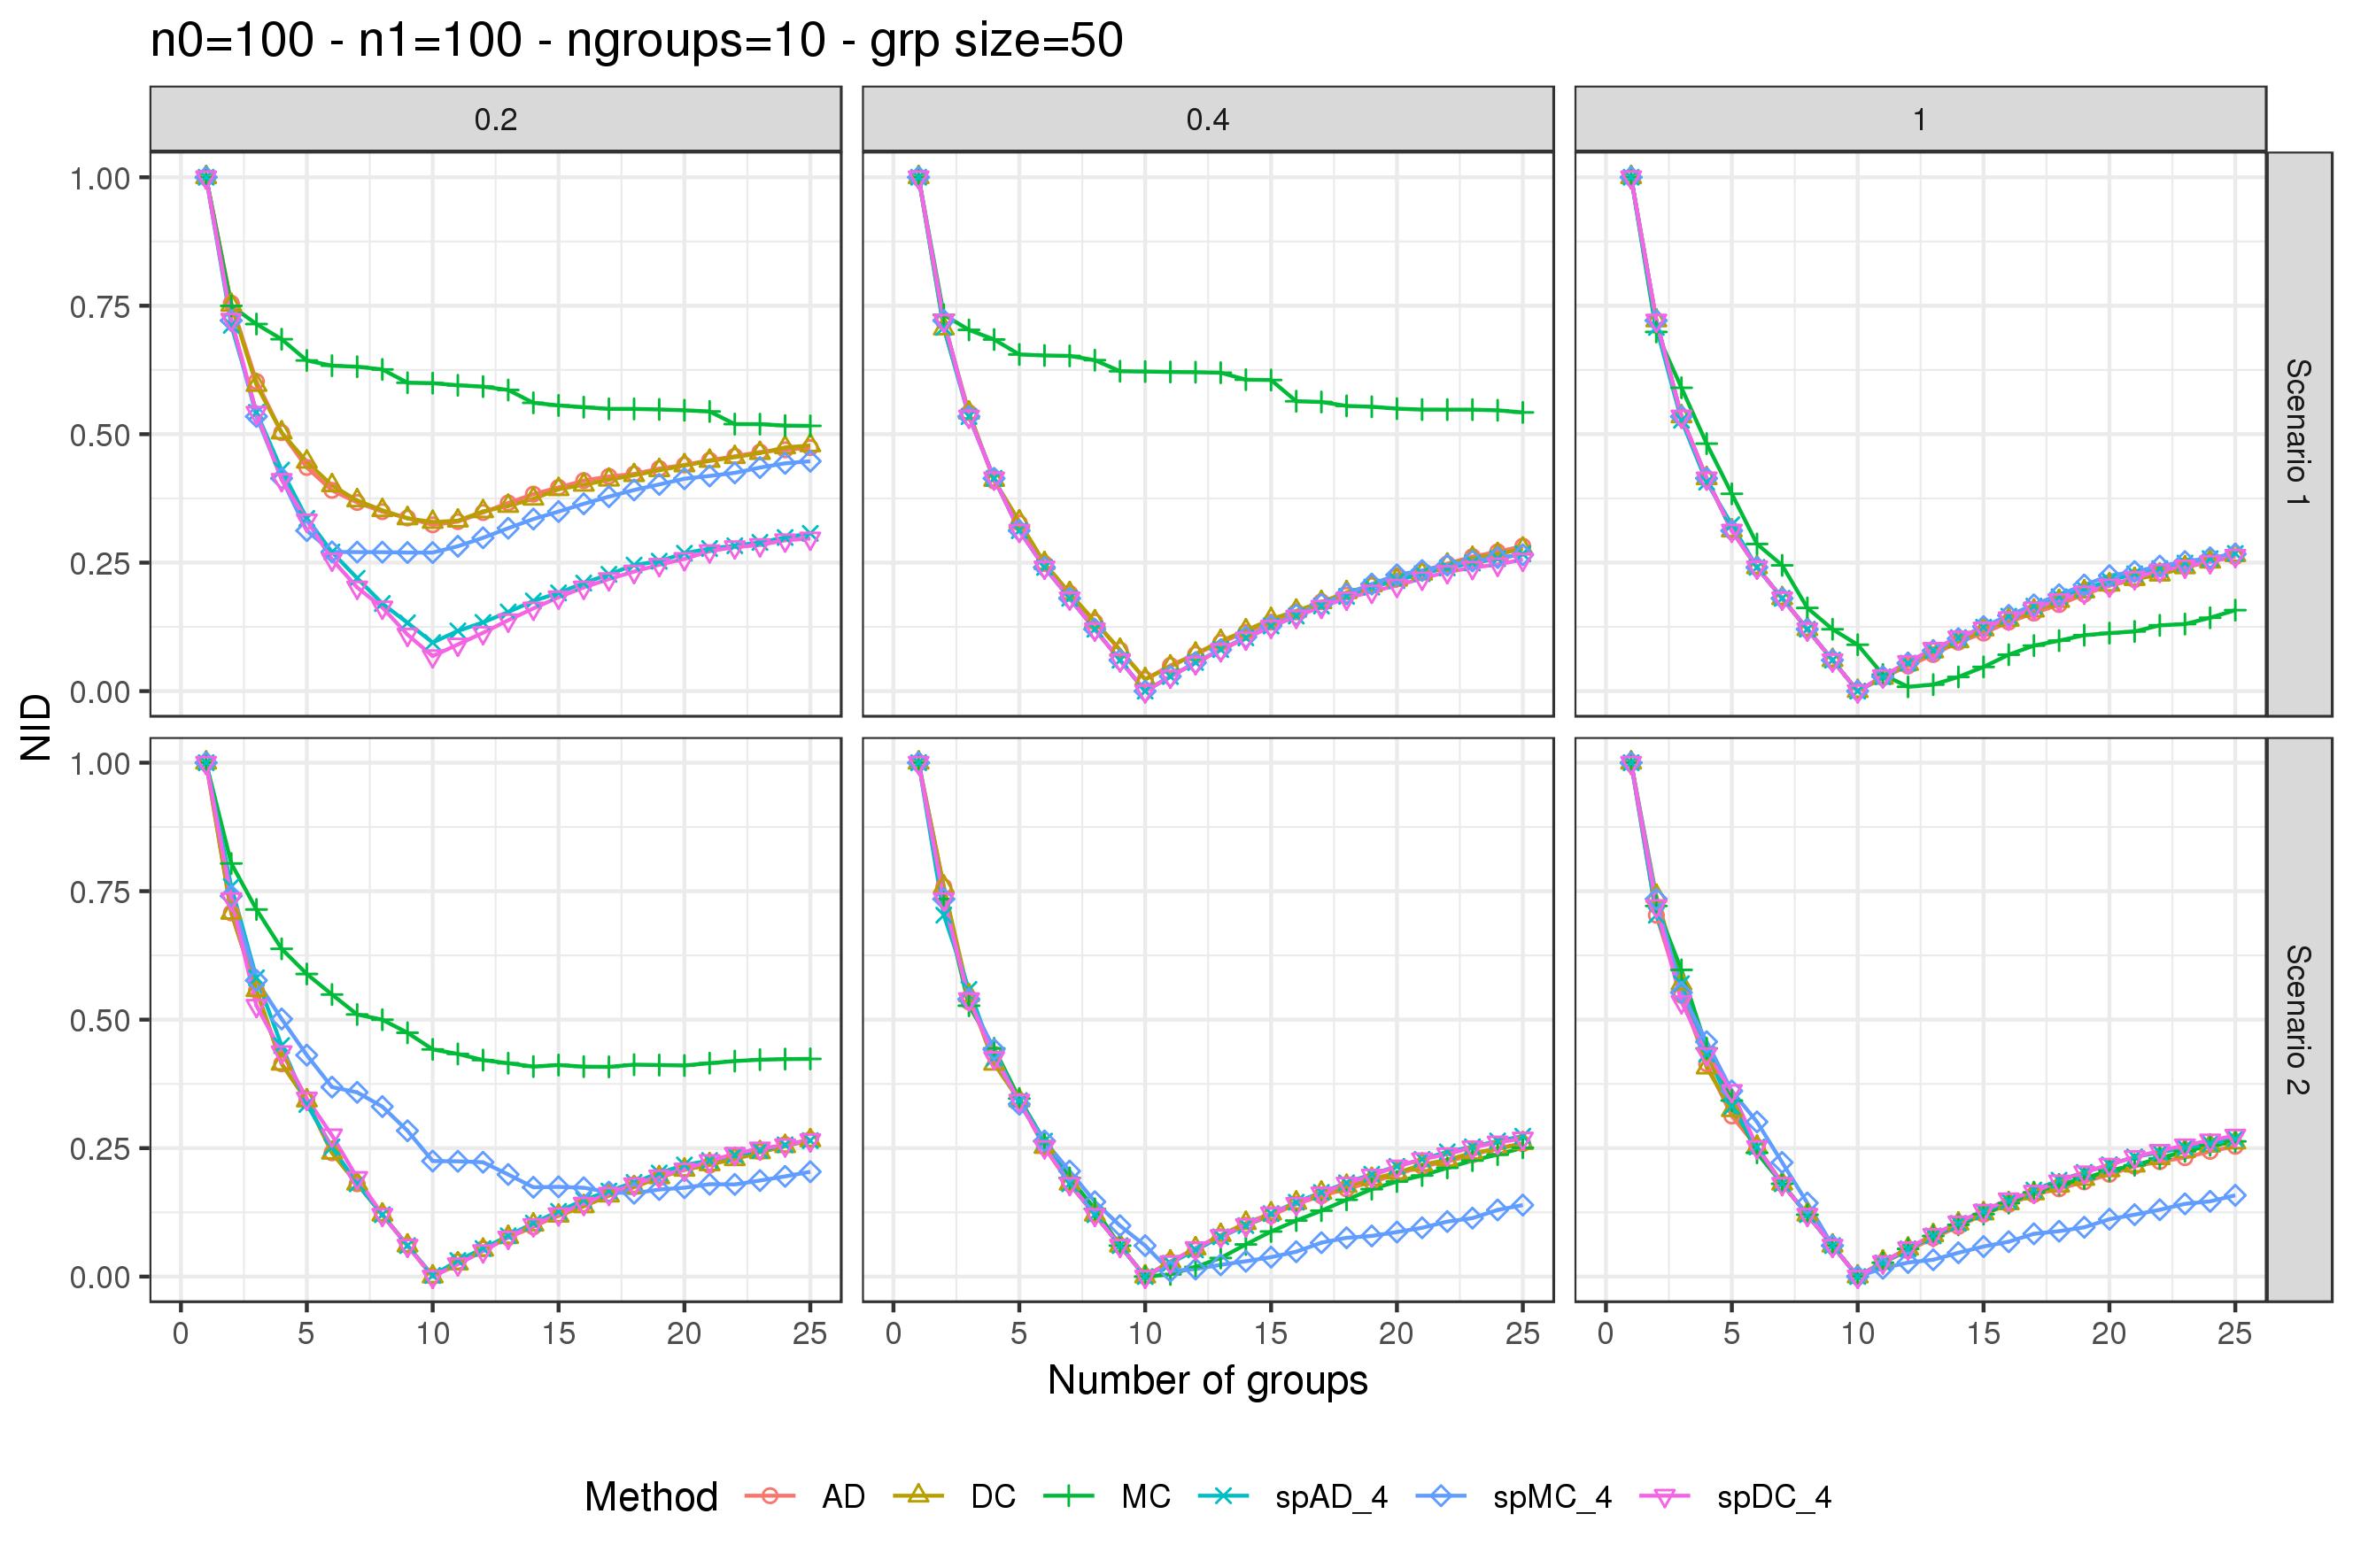 n0=100 - n1=100 - ngroups=10 - grp size=50
0.2 0.4 1
1.00
0.75
0.50
0.25
0.00
Scenario 1
NID
1.00
0.75
0.50
0.25
0.00
Scenario 2
0 5 10 15 20 25 0 5 10 15 20 25 0 5 10 15 20 25
Number of groups
Method AD DC MC spAD_4 spMC_4 spDC_4